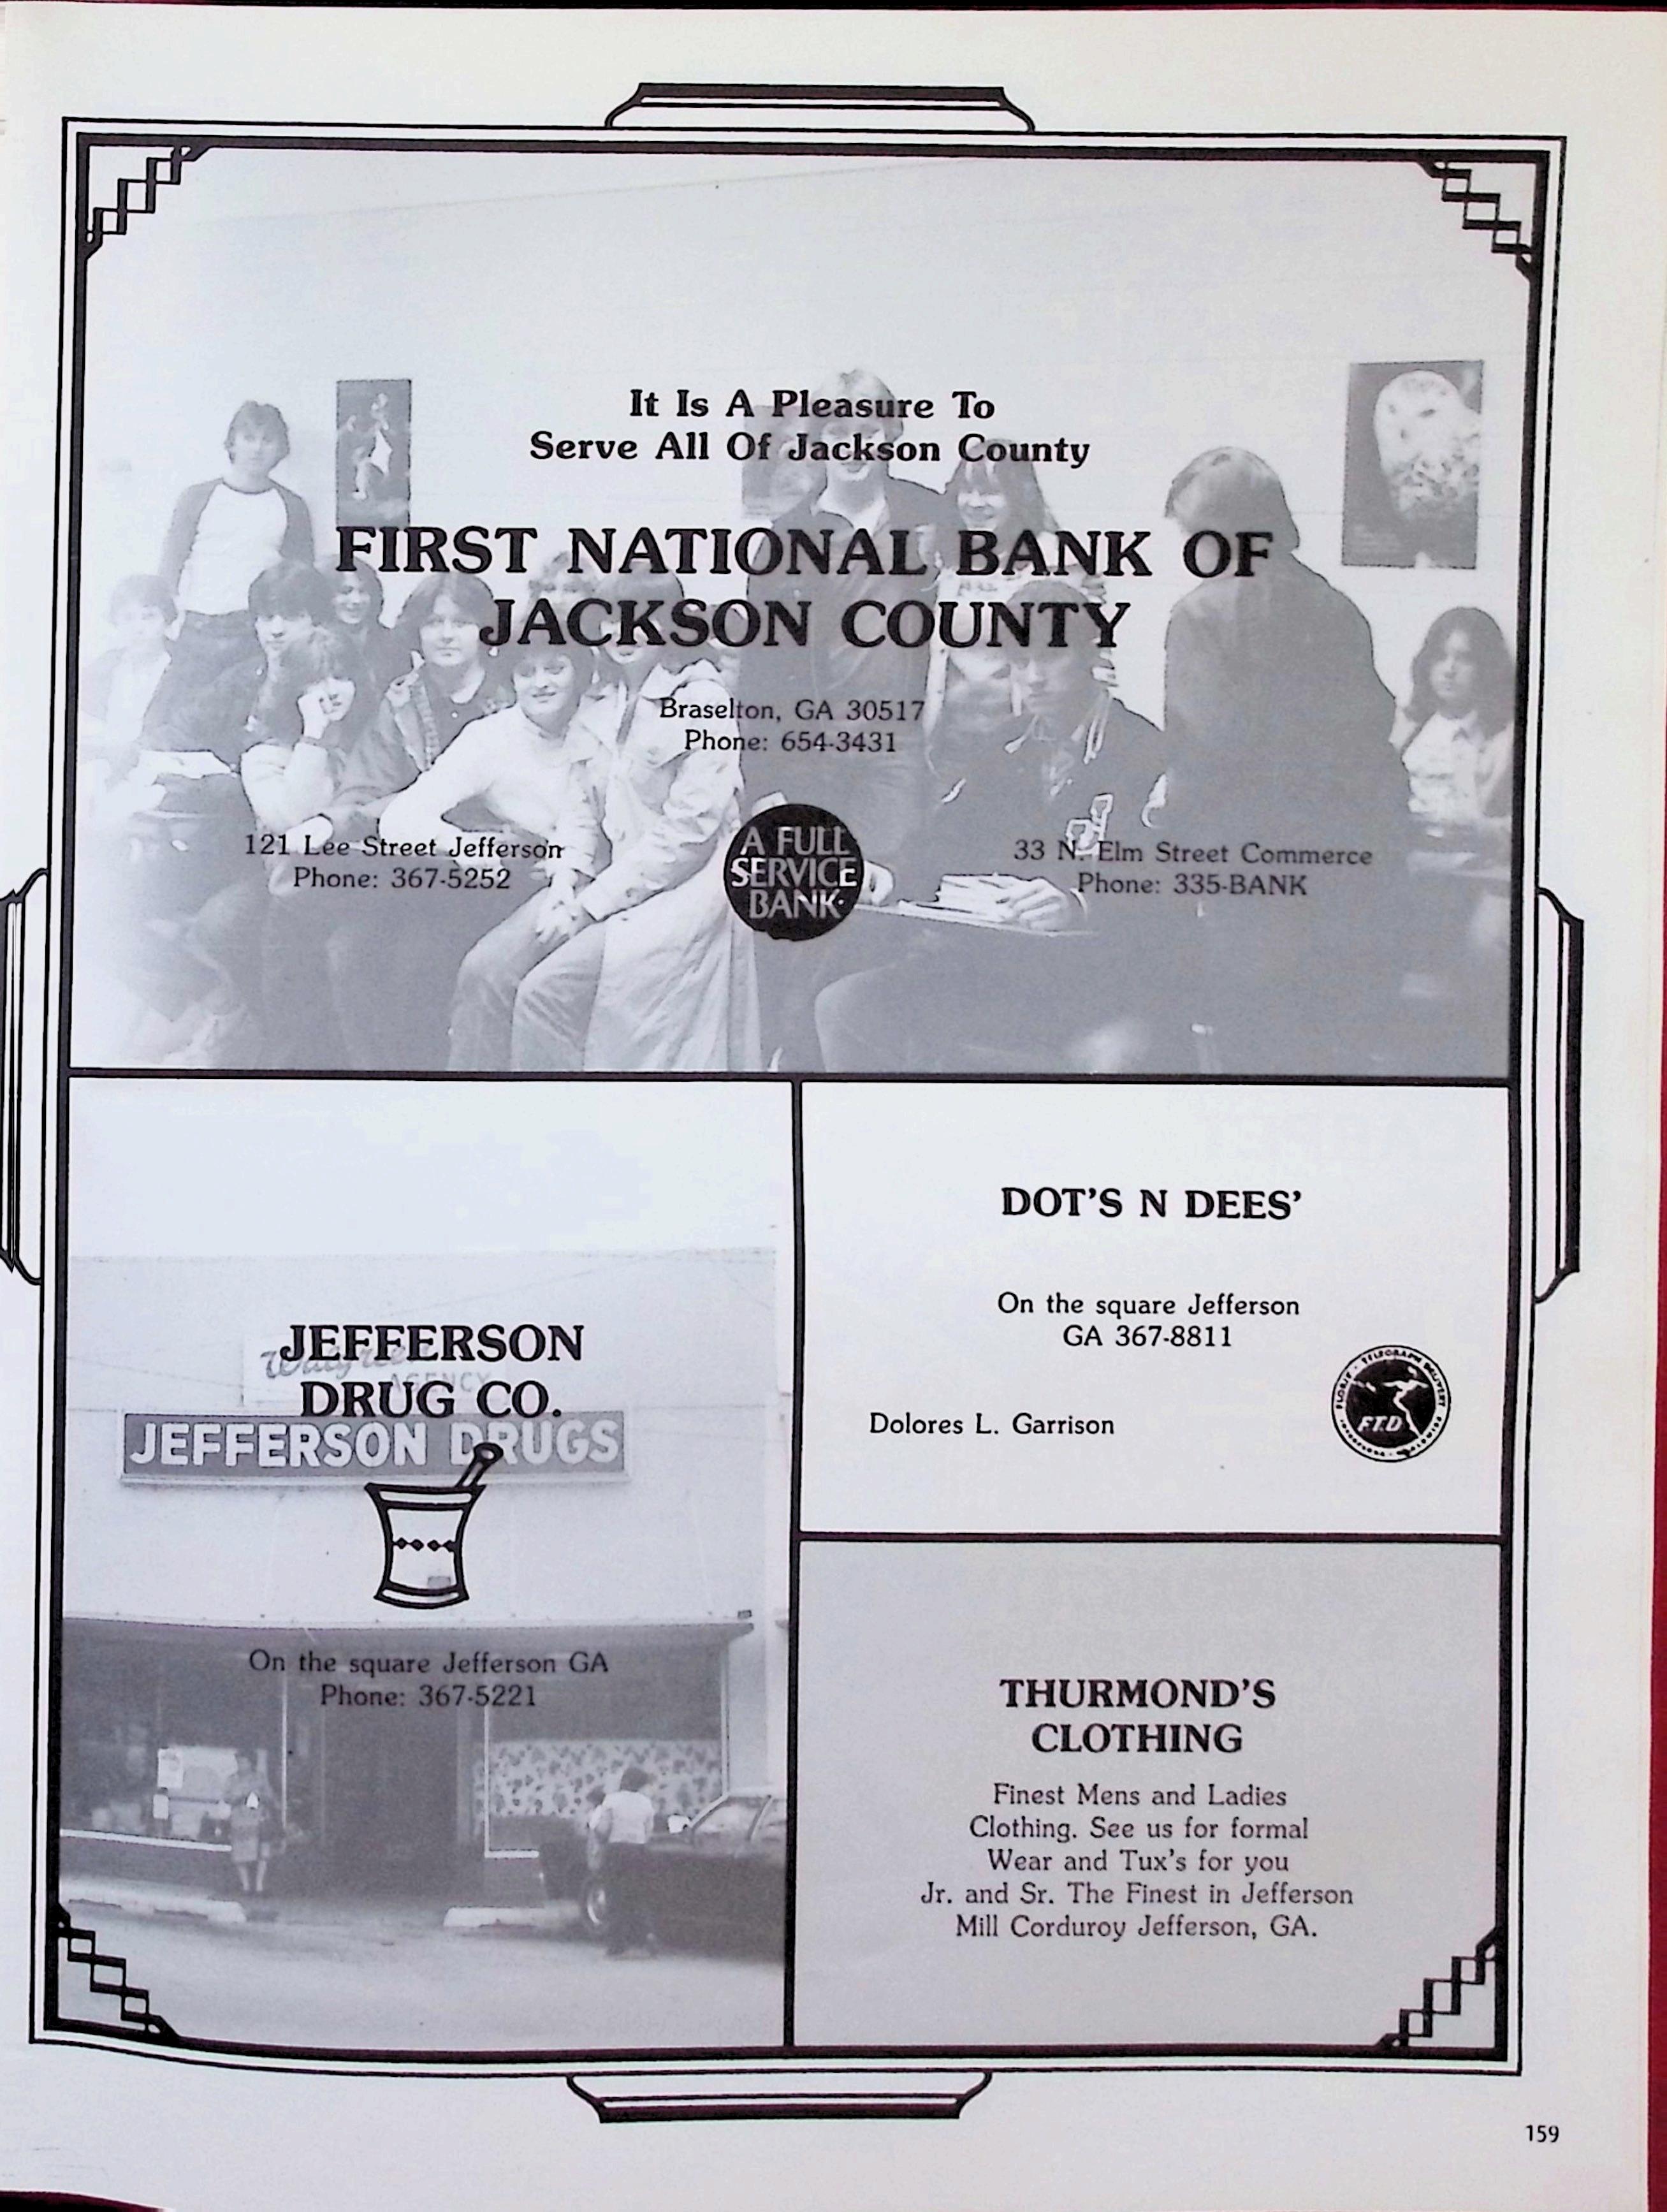 It Is A Pleasure To
Serve All Of Jackson County
FIRST NATIONAL BANK OF
JACKSON COUNTY
Braselton, GA 30517
Phone: 654-3431
121 Lee Street Jefferson
Phone: 367-5252
A FULL
SERVICE
BANK
33 N. Elm Street Commerce
Phone: 335-BANK
JEFFERSON
Walgreen
AGENCY
DRUG CO.
JEFFERSON DRUGS
On the square Jefferson GA
Phone: 367-5221
DOT'S N DEES'
On the square Jefferson
GA 367-8811
Dolores L. Garrison
F.T.D.
THURMOND'S
CLOTHING
Finest Mens and Ladies
Clothing. See us for formal
Wear and Tux's for you
Jr. and Sr. The Finest in Jefferson
Mill Corduroy Jefferson, GA.
159